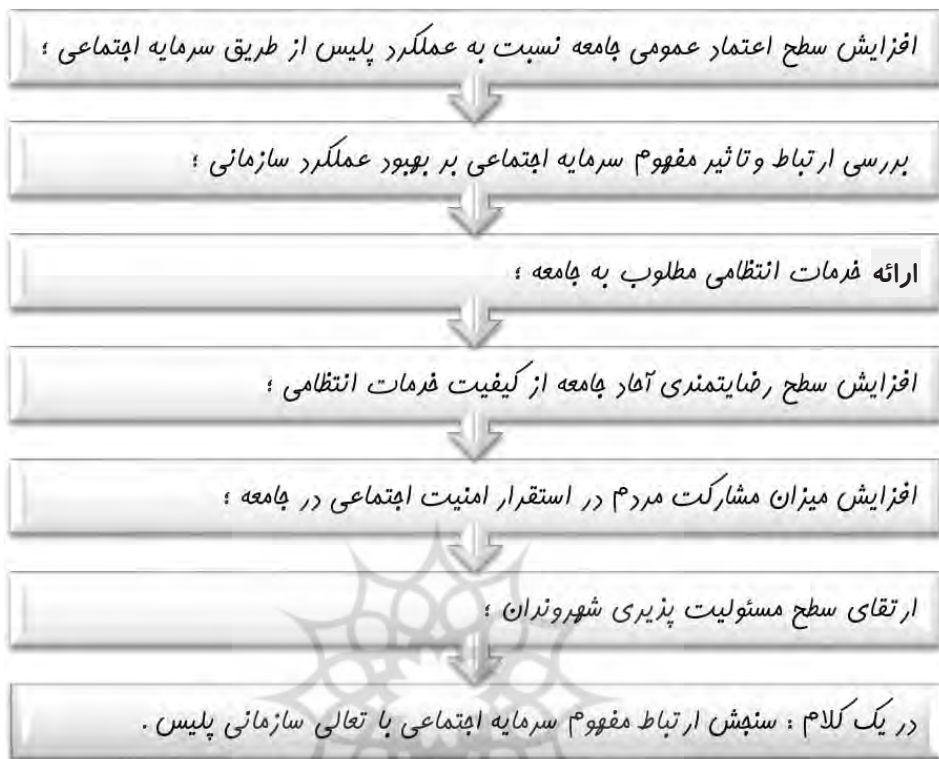 افزایش سطح اعتماد عمومی جامعه نسبت به عملکرد پلیس از طریق سرمایه اجتماعی ؛
بررسی ارتباط وتاثیر مفهوم سرمایه اجتماعی بر بهبود عملکرد سازمانی ؛
ارائه خدمات انتظامی مطلوب به جامعه ؛
افزایش سطح رضایتمندی آحاد جامعه از کیفیت خدمات انتظامی ؛
افزایش میزان مشارکت مردم در استقرار امنیت اجتماعی در جامعه ؛
ارتقای سطح مسئولیت پذیری شهروندان ؛
در یک کلام : سنجش ارتباط مفهوم سرمایه اجتماعی با تعالی سازمانی پلیس .